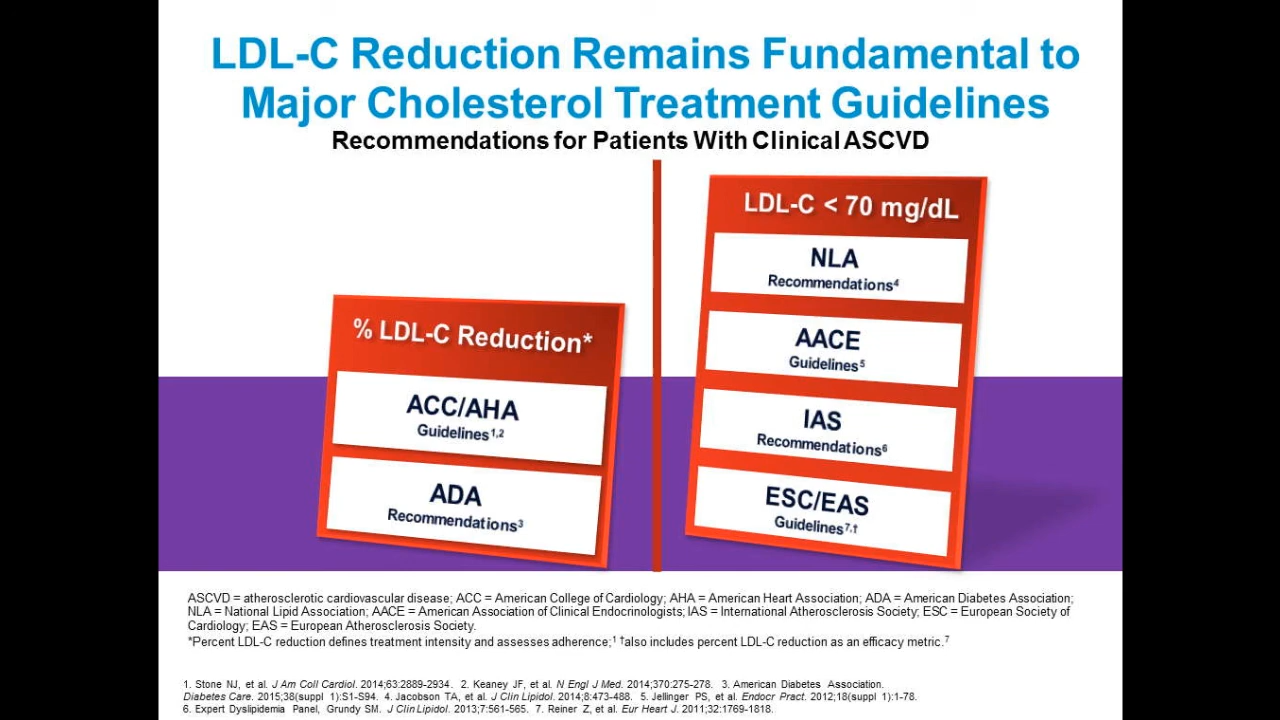 LDL-C Reduction Remains Fundamental to
Major Cholesterol Treatment Guidelines
Recommendations for Patients With Clinical ASCVD
% LDL-C Reduction*
ACC/AHA
Guidelines1,2
ADA
Recommendations3
LDL-C < 70 mg/dL
NLA
Recommendations4
AACE
Guidelines5
IAS
Recommendations6
ESC/EAS
Guidelines7,†
ASCVD = atherosclerotic cardiovascular disease; ACC = American College of Cardiology; AHA = American Heart Association; ADA = American Diabetes Association;
NLA = National Lipid Association; AACE = American Association of Clinical Endocrinologists; IAS = International Atherosclerosis Society; ESC = European Society of
Cardiology; EAS = European Atherosclerosis Society.
*Percent LDL-C reduction defines treatment intensity and assesses adherence;1 †also includes percent LDL-C reduction as an efficacy metric.7
1. Stone NJ, et al. J Am Coll Cardiol. 2014;63:2889-2934. 2. Keaney JF, et al. N Engl J Med. 2014;370:275-278. 3. American Diabetes Association.
Diabetes Care. 2015;38(suppl 1):S1-S94. 4. Jacobson TA, et al. J Clin Lipidol. 2014;8:473-488. 5. Jellinger PS, et al. Endocr Pract. 2012;18(suppl 1):1-78.
6. Expert Dyslipidemia Panel, Grundy SM. J Clin Lipidol. 2013;7:561-565. 7. Reiner Z, et al. Eur Heart J. 2011;32:1769-1818.